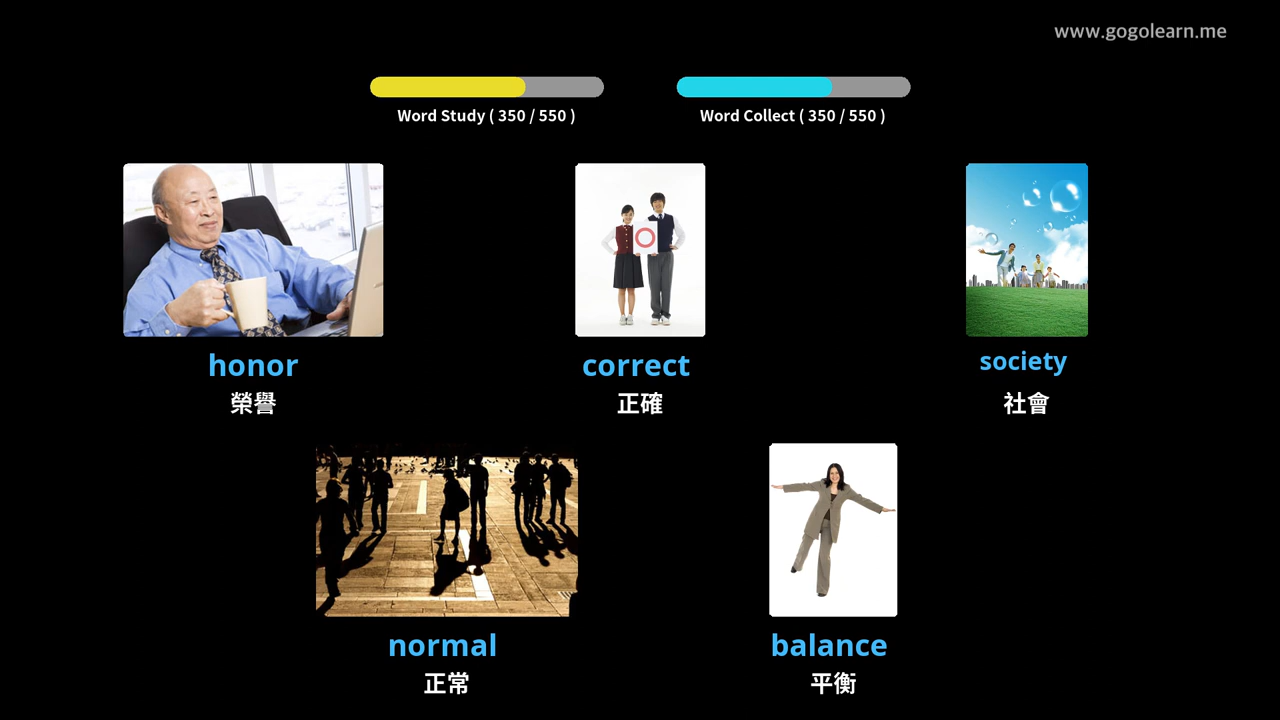 www.gogolearn.me
Word Study ( 350 / 550 )
Word Collect ( 350 / 550 )
honor
榮譽
correct
正確
society
社會
normal
正常
balance
平衡